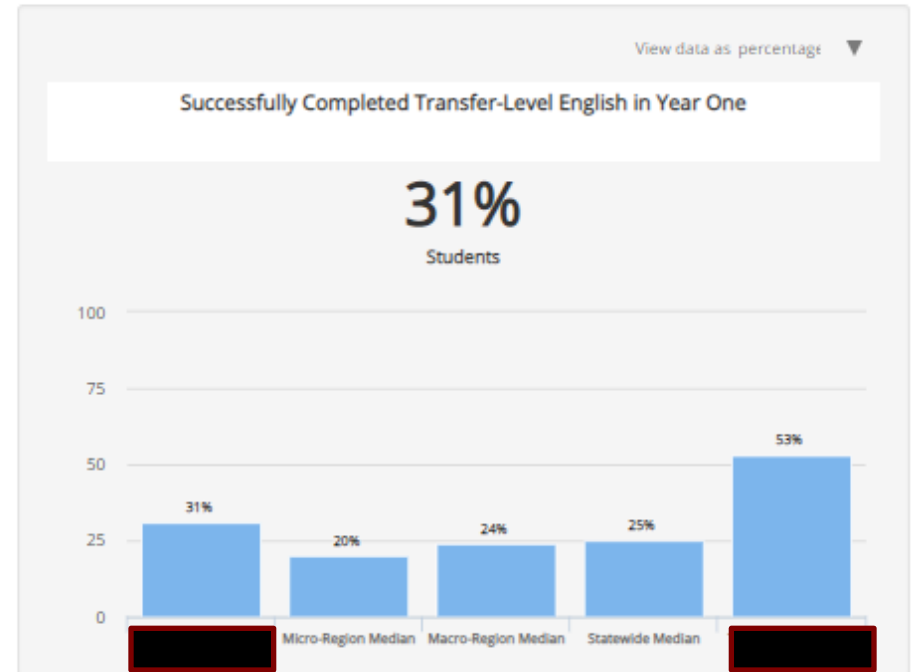 View data as percentage ▼
Successfully Completed Transfer-Level English in Year One
31%
Students
100
75
50
25
0
31%
20%
24%
25%
53%
Micro-Region Median
Macro-Region Median
Statewide Median